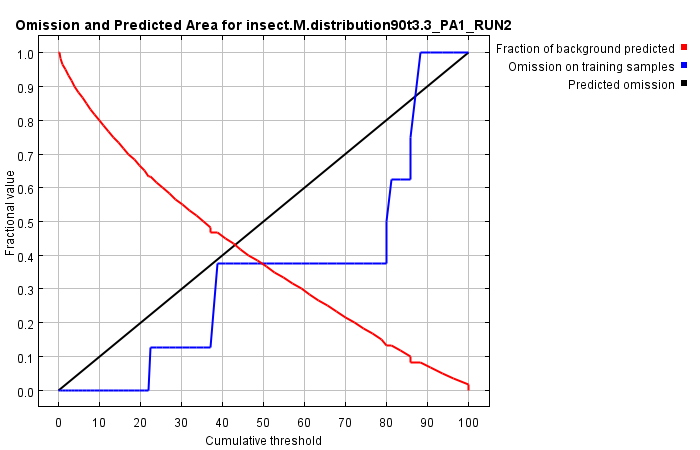 Omission and Predicted Area for insect.M.distribution90t3.3_PA1_RUN2
Fraction of background predicted
Omission on training samples
Predicted omission
Fractional value
1.0
0.9
0.8
0.7
0.6
0.5
0.4
0.3
0.2
0.1
0.0
0 10 20 30 40 50 60 70 80 90 100
Cumulative threshold